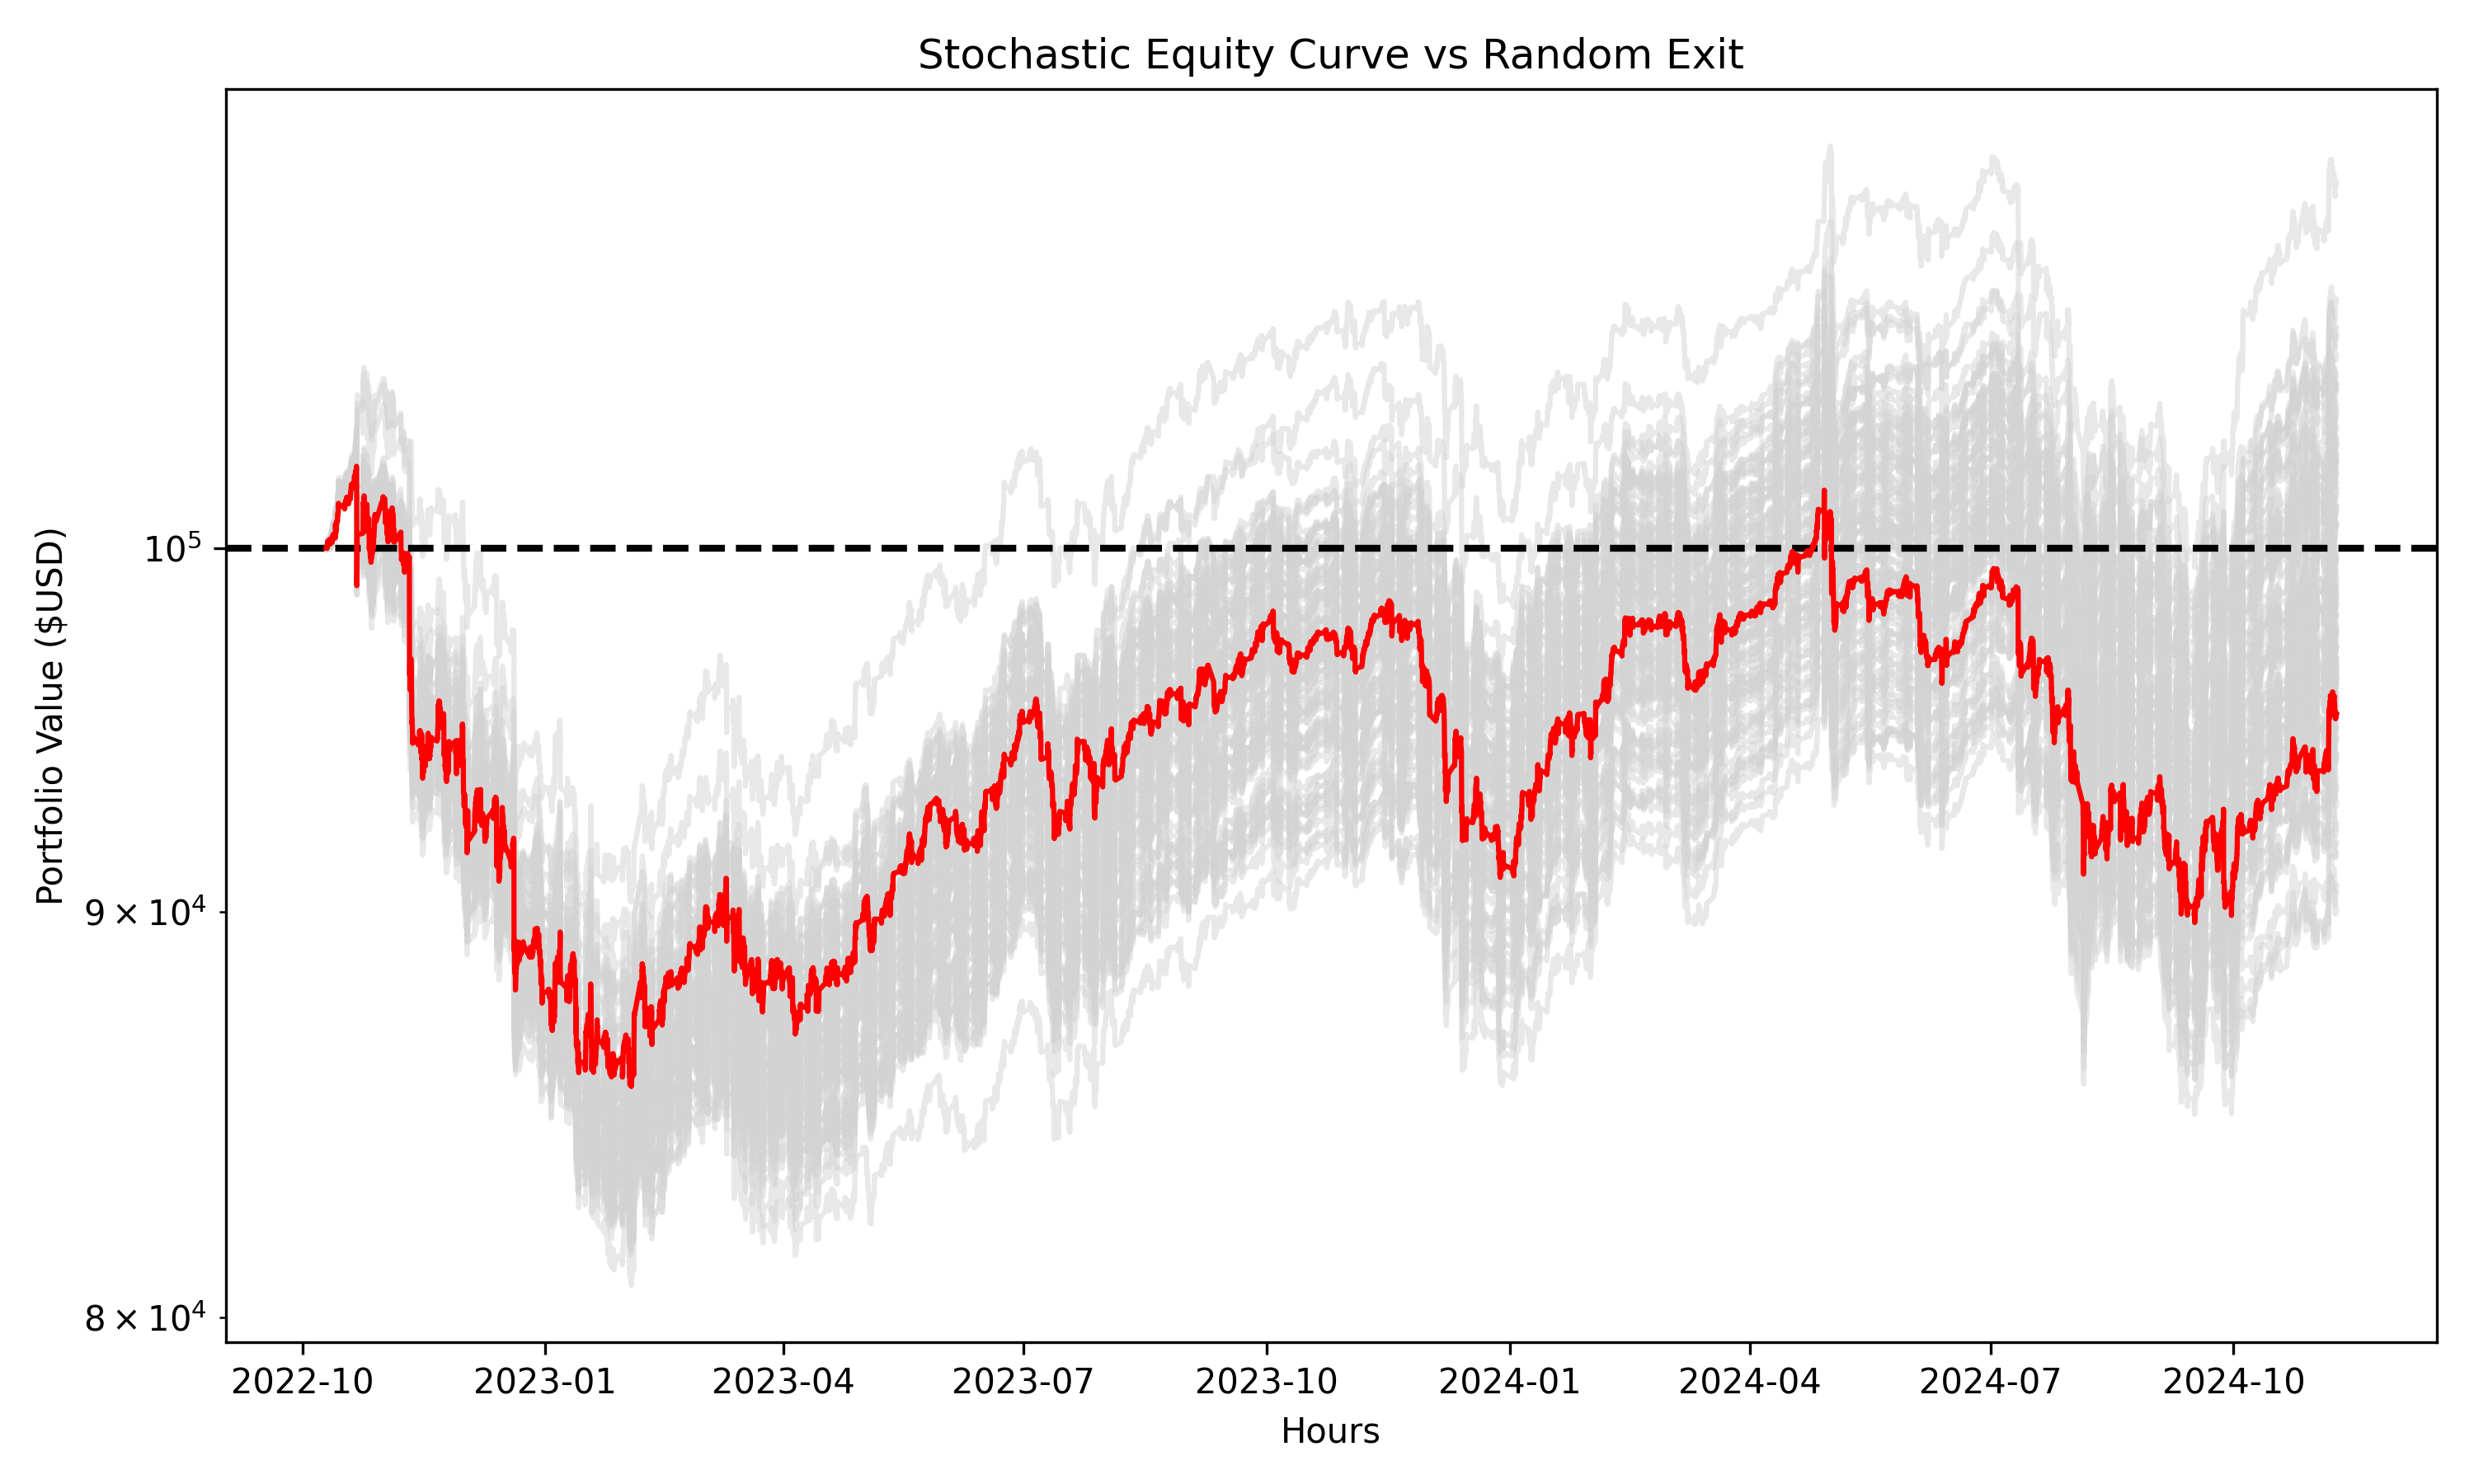 Stochastic Equity Curve vs Random Exit
Portfolio Value ($USD)
10⁵
9 × 10⁴
8 × 10⁴
2022-10 2023-01 2023-04 2023-07 2023-10 2024-01 2024-04 2024-07 2024-10
Hours